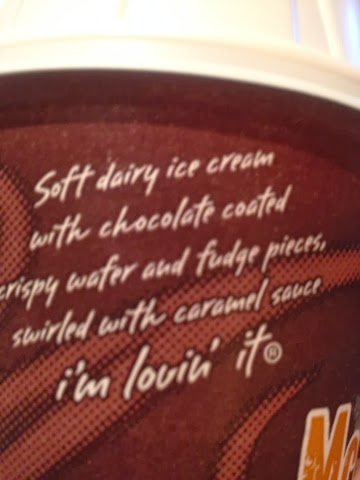 Soft dairy ice cream
with chocolate coated
crispy wafer and fudge pieces,
swirled with caramel sauce
i'm lovin' it®